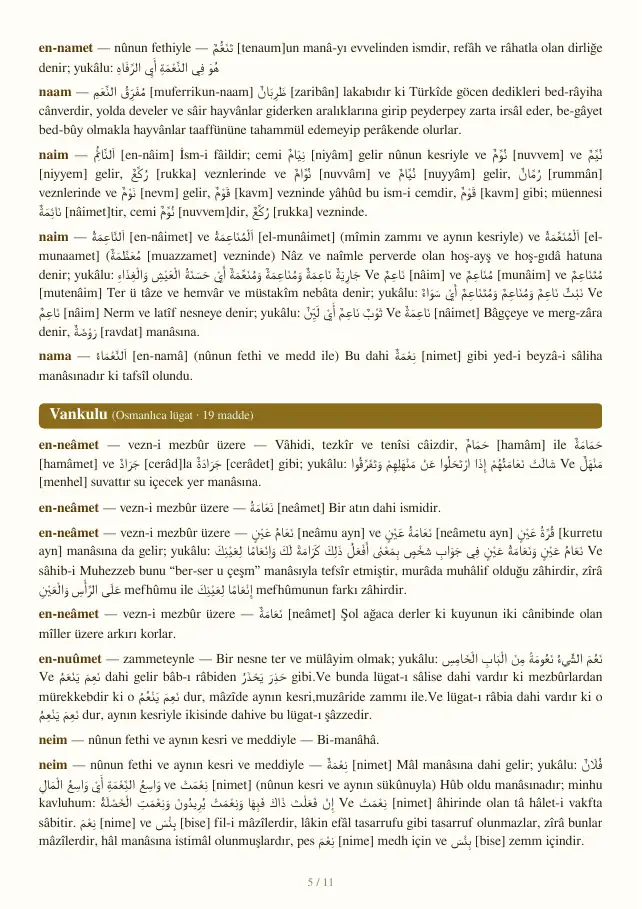 en-namet — nûnun fethiyle — تَنَعُّمٌ [tenaum]un manâ-yı evvelinden ismdir, refâh ve râhatla olan dirliğe
denir; yukâlu: هُوَ فِي النَّعْمَةِ أَيِ الرَّفَاهِ
naam — مُفَرِّقُ النَّعَمِ [muferrikun-naam] ظَرِبَانٌ [zaribân] lakabıdır ki Türkîde göcen dedikleri bed-râyiha
cânverdir, yolda develer ve sâir hayvânlar giderken aralıklarına girip peyderpey zarta irsâl eder, be-gâyet
bed-bûy olmakla hayvânlar taaffününe tahammül edemeyip perâkende olurlar.
naim — اَلنَّائِمُ [en-nâim] İsm-i fâildir; cemi نِيَامٌ [niyâm] gelir nûnun kesriyle ve نُوَّمٌ [nuvvem] ve نُيَّمٌ
[niyyem] gelir, رُكَّعٌ [rukka] veznlerinde ve نُوَّامٌ [nuvvâm] ve نُيَّامٌ [nuyyâm] gelir, رُمَّانٌ [rummân]
veznlerinde ve نَوْمٌ [nevm] gelir, قَوْمٌ [kavm] vezninde yâhûd bu ism-i cemdir, قَوْمٌ [kavm] gibi; müennesi
نَائِمَةٌ [nâimet]tir, cemi نُوَّمٌ [nuvvem]dir, رُكَّعٌ [rukka] vezninde.
naim — اَلنَّاعِمَةُ [en-nâimet] ve اَلْمُنَاعِمَةُ [el-munâimet] (mîmin zammı ve aynın kesriyle) ve اَلْمُنَعَّمَةُ [el-
munaamet] (مُعَظَّمَةٌ [muazzamet] vezninde) Nâz ve naîmle perverde olan hoş-ayş ve hoş-gıdâ hatuna
denir; yukâlu: جَارِيَةٌ نَاعِمَةٌ وَمُنَاعِمَةٌ وَمُنَعَّمَةٌ أَيْ حَسَنَةُ الْعَيْشِ وَالْغِذَاءِ Ve نَاعِمٌ [nâim] ve مُنَاعِمٌ [munâim] ve مُتَنَاعِمٌ
[mutenâim] Ter ü tâze ve hemvâr ve müstakîm nebâta denir; yukâlu: نَبْتٌ نَاعِمٌ وَمُنَاعِمٌ وَمُتَنَاعِمٌ أَيْ سَوَاءٌ Ve
نَاعِمٌ [nâim] Nerm ve latîf nesneye denir; yukâlu: ثَوْبٌ نَاعِمٌ أَيْ لَيِّنٌ Ve نَاعِمَةٌ [nâimet] Bâgçeye ve merg-zâra
denir, رَوْضَةٌ [ravdat] manâsına.
nama — اَلنَّعْمَاءُ [en-namâ] (nûnun fethi ve medd ile) Bu dahi نِعْمَةٌ [nimet] gibi yed-i beyzâ-i sâliha
manâsınadır ki tafsîl olundu.
Vankulu (Osmanlıca lügat · 19 madde)
en-neâmet — vezn-i mezbûr üzere — Vâhidi, tezkîr ve tenîsi câizdir, حَمَامٌ [hamâm] ile حَمَامَةٌ
[hamâmet] ve جَرَادٌ [cerâd]la جَرَادَةٌ [cerâdet] gibi; yukâlu: شَالَتْ نَعَامَتُهُمْ إِذَا ارْتَحَلُوا عَنْ مَنْهَلِهِمْ وَتَفَرَّقُوا Ve مَنْهَلٌ
[menhel] suvattır su içecek yer manâsına.
en-neâmet — vezn-i mezbûr üzere — نَعَامَةٌ [neâmet] Bir atın dahi ismidir.
en-neâmet — vezn-i mezbûr üzere — نَعَامُ عَيْنٍ [neâmu ayn] ve نَعَامَةُ عَيْنٍ [neâmetu ayn] قُرَّةُ عَيْنٍ [kurretu
ayn] manâsına da gelir; yukâlu: نَعَامُ عَيْنٍ وَنَعَامَةُ عَيْنٍ فِي جَوَابِ شَخْصٍ بِمَعْنَى أَفْعَلُ ذَلِكَ كَرَامَةً لَكَ وَإِنْعَامًا لِعَيْنِكَ Ve
sâhib-i Muhezzeb bunu “ber-ser u çeşm” manâsıyla tefsîr etmiştir, murâda muhâlif olduğu zâhirdir, zîrâ
عَلَى الرَّأْسِ وَالْعَيْنِ mefhûmu ile إِنْعَامًا لِعَيْنِكَ mefhûmunun farkı zâhirdir.
en-neâmet — vezn-i mezbûr üzere — نَعَامَةٌ [neâmet] Şol ağaca derler ki kuyunun iki cânibinde olan
mîller üzere arkırı korlar.
en-nuûmet — zammeteynle — Bir nesne ter ve mülâyim olmak; yukâlu: نَعُمَ الشَّيْءُ نُعُومَةً مِنَ الْبَابِ الْخَامِسِ
Ve نَعِمَ يَنْعَمُ dahi gelir bâb-ı râbiden حَذِرَ يَحْذَرُ gibi.Ve bunda lügat-ı sâlise dahi vardır ki mezbûrlardan
mürekkebdir ki o نَعِمَ يَنْعُمُ dur, mâzîde aynın kesri,muzâride zammı ile.Ve lügat-ı râbia dahi vardır ki o
نَعِمَ يَنْعِمُ dur, aynın kesriyle ikisinde dahive bu lügat-ı şâzzedir.
neim — nûnun fethi ve aynın kesri ve meddiyle — Bi-manâhâ.
neim — nûnun fethi ve aynın kesri ve meddiyle — نِعْمَةٌ [nimet] Mâl manâsına dahi gelir; yukâlu: فُلَانٌ
وَاسِعُ النِّعْمَةِ أَيْ وَاسِعُ الْمَالِ ve نِعْمَتْ [nimet] (nûnun kesri ve aynın sükûnuyla) Hûb oldu manâsınadır; minhu
kavluhum: إِنْ فَعَلْتَ ذَاكَ فَبِهَا وَنِعْمَتْ يُرِيدُونَ وَنِعْمَتِ الْخَصْلَةُ Ve نِعْمَتْ [nimet] âhirinde olan tâ hâlet-i vakfta
sâbitir. نِعْمَ [nime] ve بِئْسَ [bise] fil-i mâzîlerdir, lâkin efâl tasarrufu gibi tasarruf olunmazlar, zîrâ bunlar
mâzîlerdir, hâl manâsına istimâl olunmuşlardır, pes نِعْمَ [nime] medh için ve بِئْسَ [bise] zemm içindir.
5 / 11